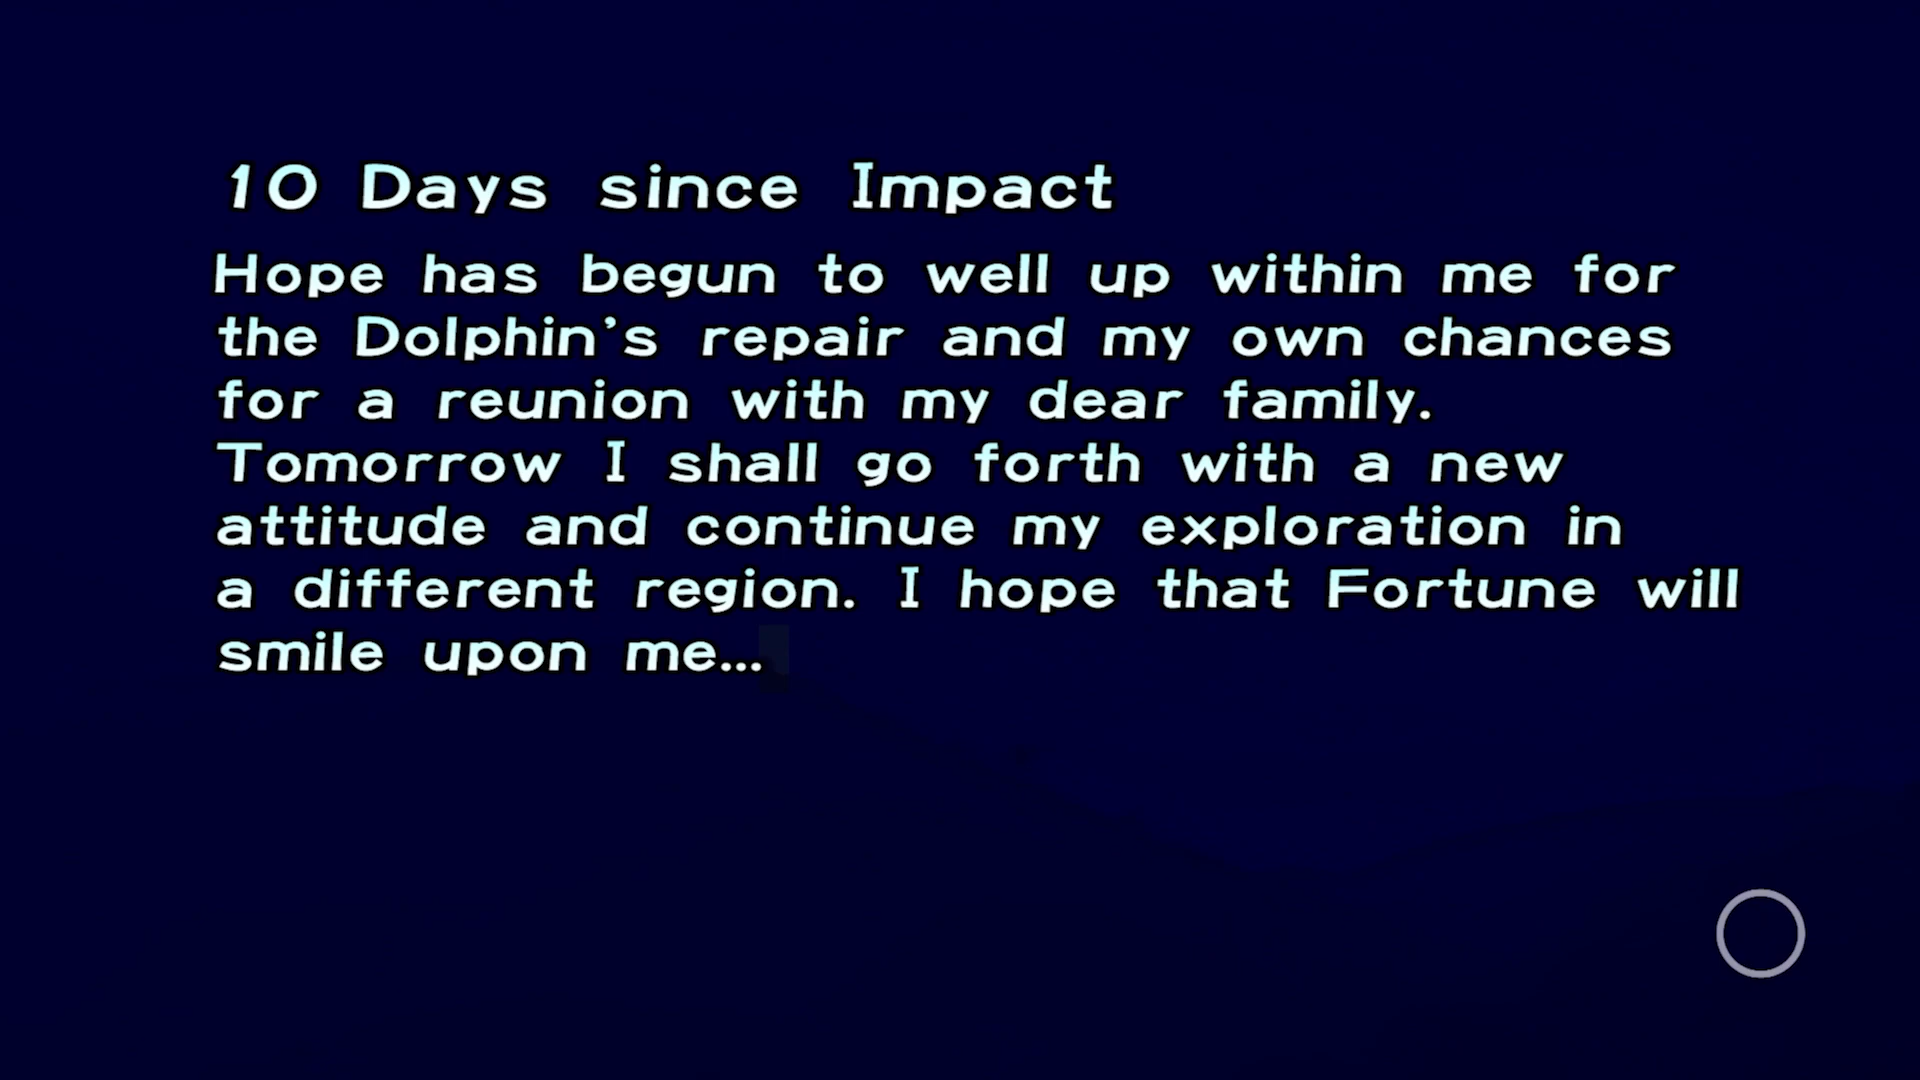 10 Days since Impact
Hope has begun to well up within me for
the Dolphin's repair and my own chances
for a reunion with my dear family.
Tomorrow I shall go forth with a new
attitude and continue my exploration in
a different region. I hope that Fortune will
smile upon me...